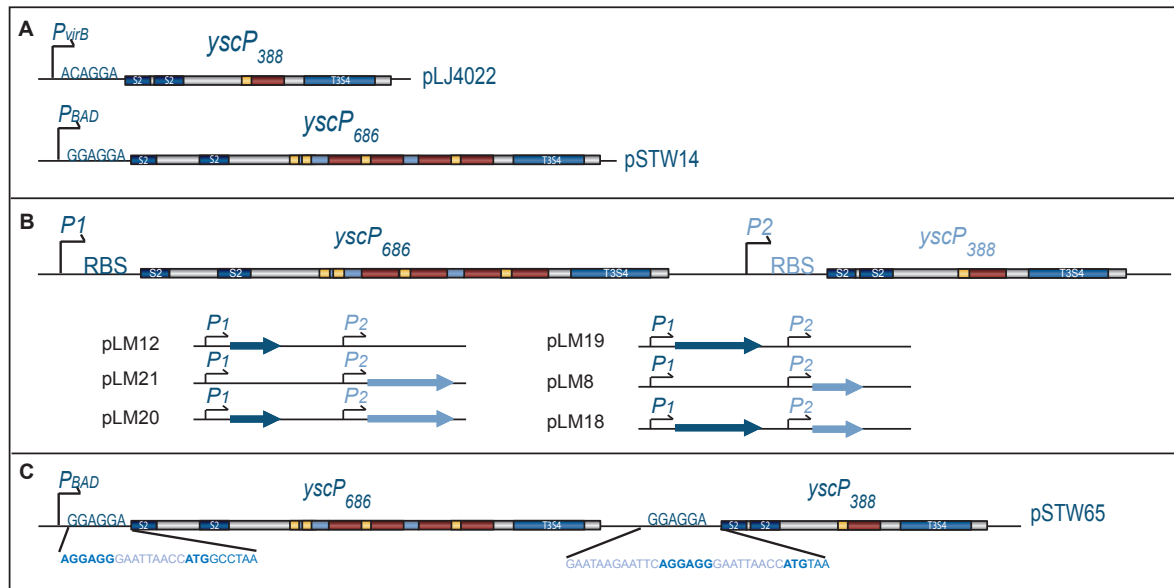 A
PvirB
yscP388
ACAGGA
S2 S2 T3S4
pLJ4022
PBAD
yscP686
GGAGGA
S2 S2 T3S4
pSTW14
B
P1
yscP686
P2
yscP388
RBS
S2 S2 T3S4
RBS
S2 S2 T3S4
pLM12 P1 P2
pLM19 P1 P2
pLM21 P1 P2
pLM8 P1 P2
pLM20 P1 P2
pLM18 P1 P2
C
PBAD
yscP686
yscP388
GGAGGA
S2 S2 T3S4
GGAGGA
S2 S2 T3S4
pSTW65
AGGAGGGAATTAACCATGGCCTAA
GAATAAGAATTCAGGAGGGAATTAACCATGTAA